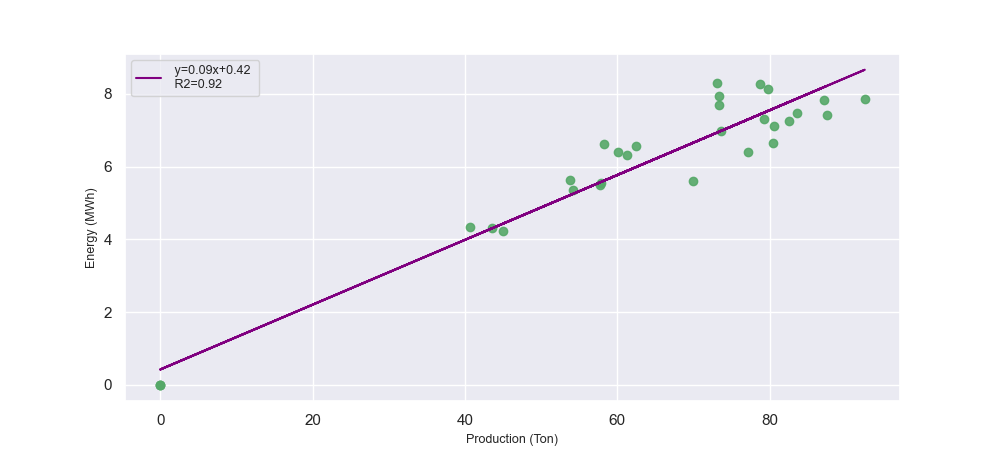 y=0.09x+0.42
R2=0.92
8
6
4
2
0
Energy (MWh)
0 20 40 60 80
Production (Ton)